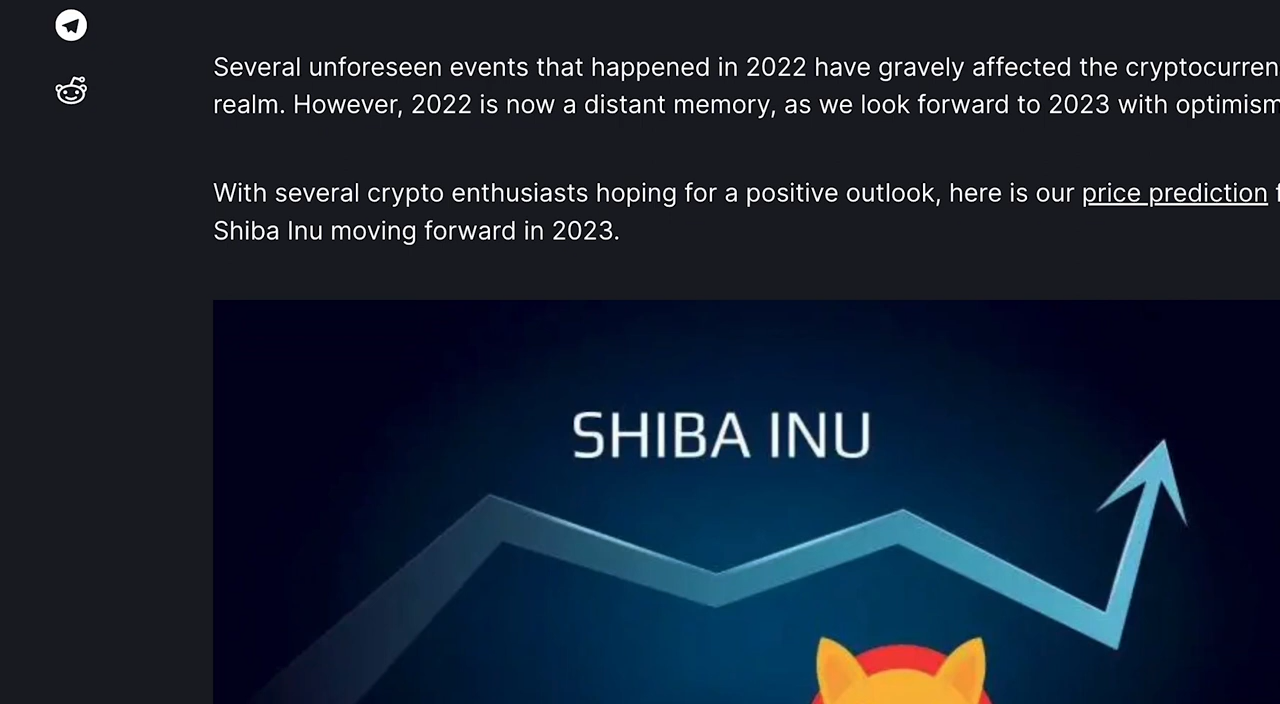 Several unforeseen events that happened in 2022 have gravely affected the cryptocurren
realm. However, 2022 is now a distant memory, as we look forward to 2023 with optimism
With several crypto enthusiasts hoping for a positive outlook, here is our price prediction f
Shiba Inu moving forward in 2023.
SHIBA INU